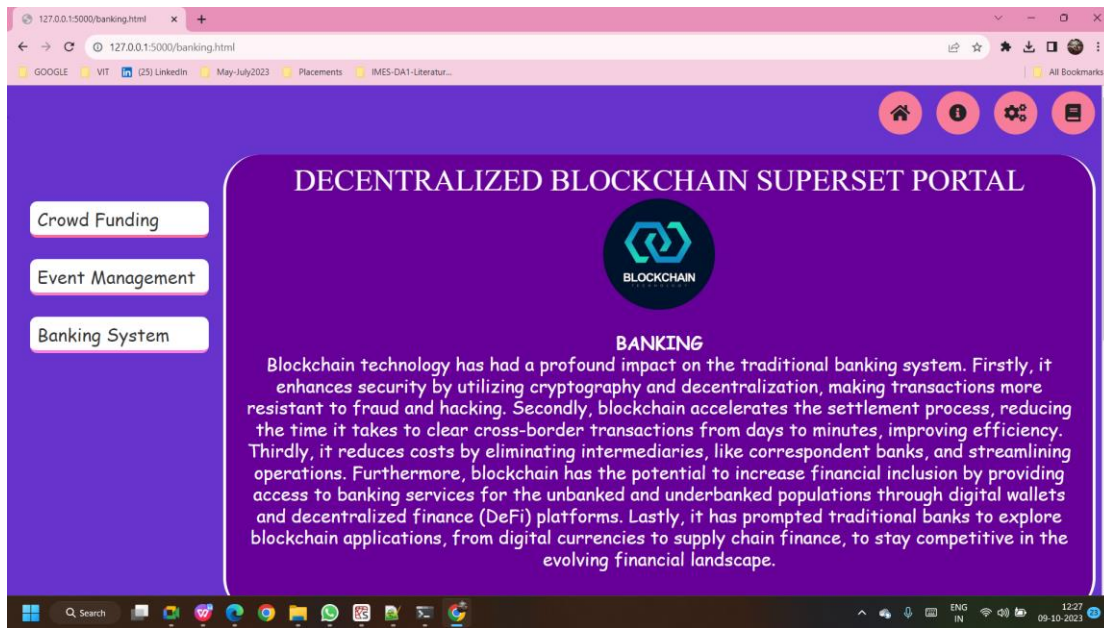 127.0.0.1:5000/banking.html
127.0.0.1:5000/banking.html
GOOGLE VIT (25) LinkedIn May-July2023 Placements IMES-DA1-Literatur... All Bookmarks
DECENTRALIZED BLOCKCHAIN SUPERSET PORTAL
Crowd Funding
Event Management
Banking System
BLOCKCHAIN
TECHNOLOGY
BANKING
Blockchain technology has had a profound impact on the traditional banking system. Firstly, it
enhances security by utilizing cryptography and decentralization, making transactions more
resistant to fraud and hacking. Secondly, blockchain accelerates the settlement process, reducing
the time it takes to clear cross-border transactions from days to minutes, improving efficiency.
Thirdly, it reduces costs by eliminating intermediaries, like correspondent banks, and streamlining
operations. Furthermore, blockchain has the potential to increase financial inclusion by providing
access to banking services for the unbanked and underbanked populations through digital wallets
and decentralized finance (DeFi) platforms. Lastly, it has prompted traditional banks to explore
blockchain applications, from digital currencies to supply chain finance, to stay competitive in the
evolving financial landscape.
Search
ENG
IN
12:27
09-10-2023
23